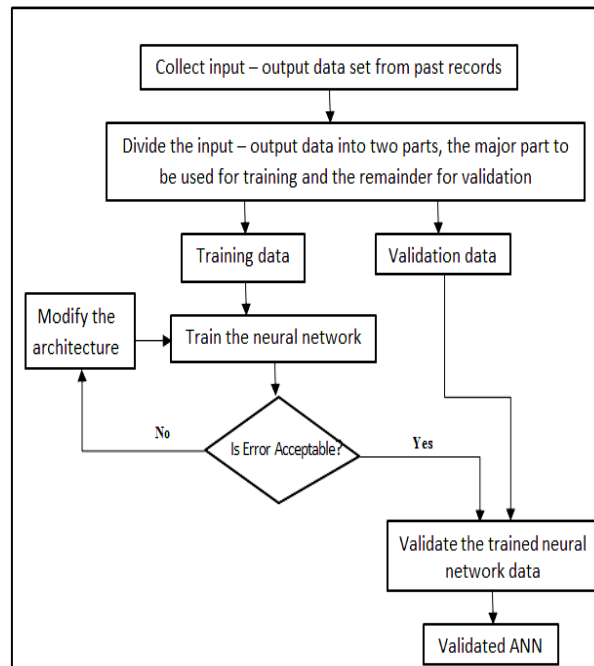 Collect input – output data set from past records
Divide the input – output data into two parts, the major part to
be used for training and the remainder for validation
Training data
Validation data
Modify the
architecture
Train the neural network
No
Is Error Acceptable?
Yes
Validate the trained neural
network data
Validated ANN